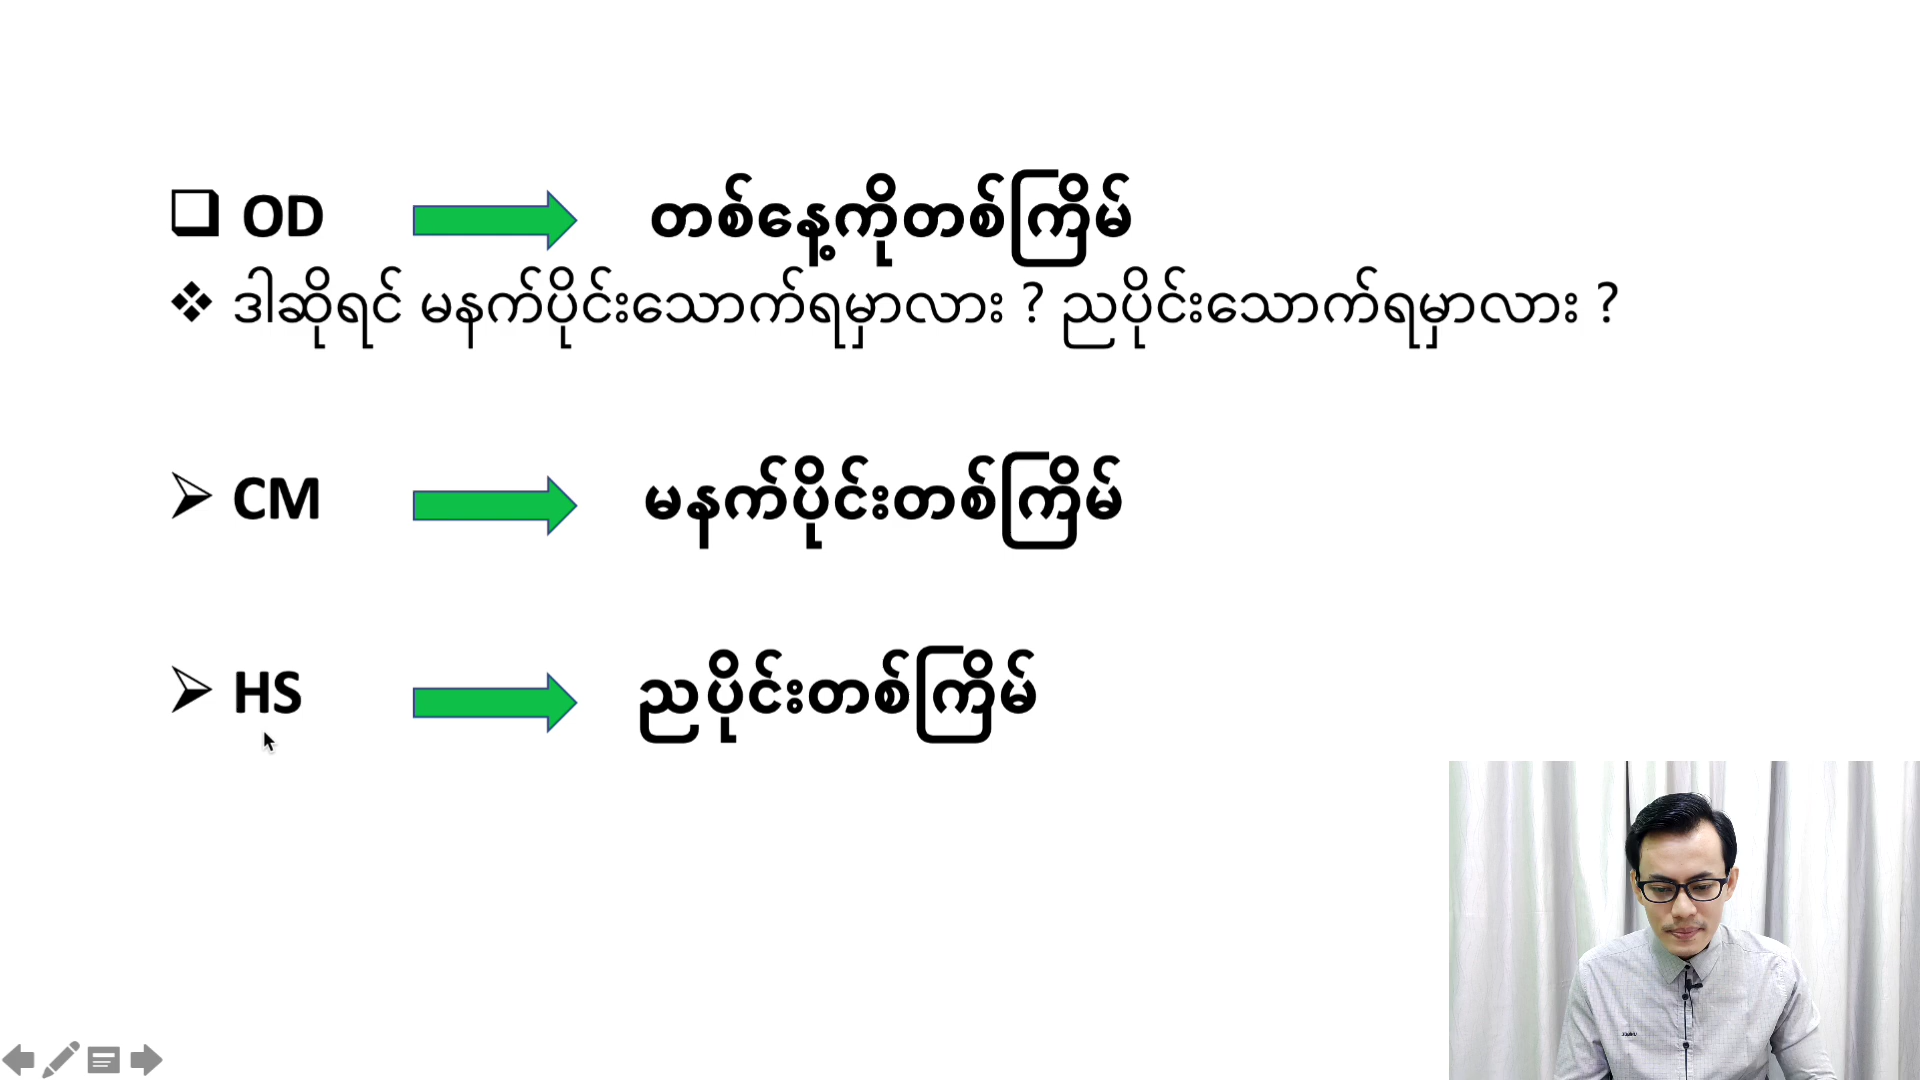 OD တစ်နေ့ကိုတစ်ကြိမ်
ဒါဆိုရင် မနက်ပိုင်းသောက်ရမှာလား ? ညပိုင်းသောက်ရမှာလား ?
CM မနက်ပိုင်းတစ်ကြိမ်
HS ညပိုင်းတစ်ကြိမ်